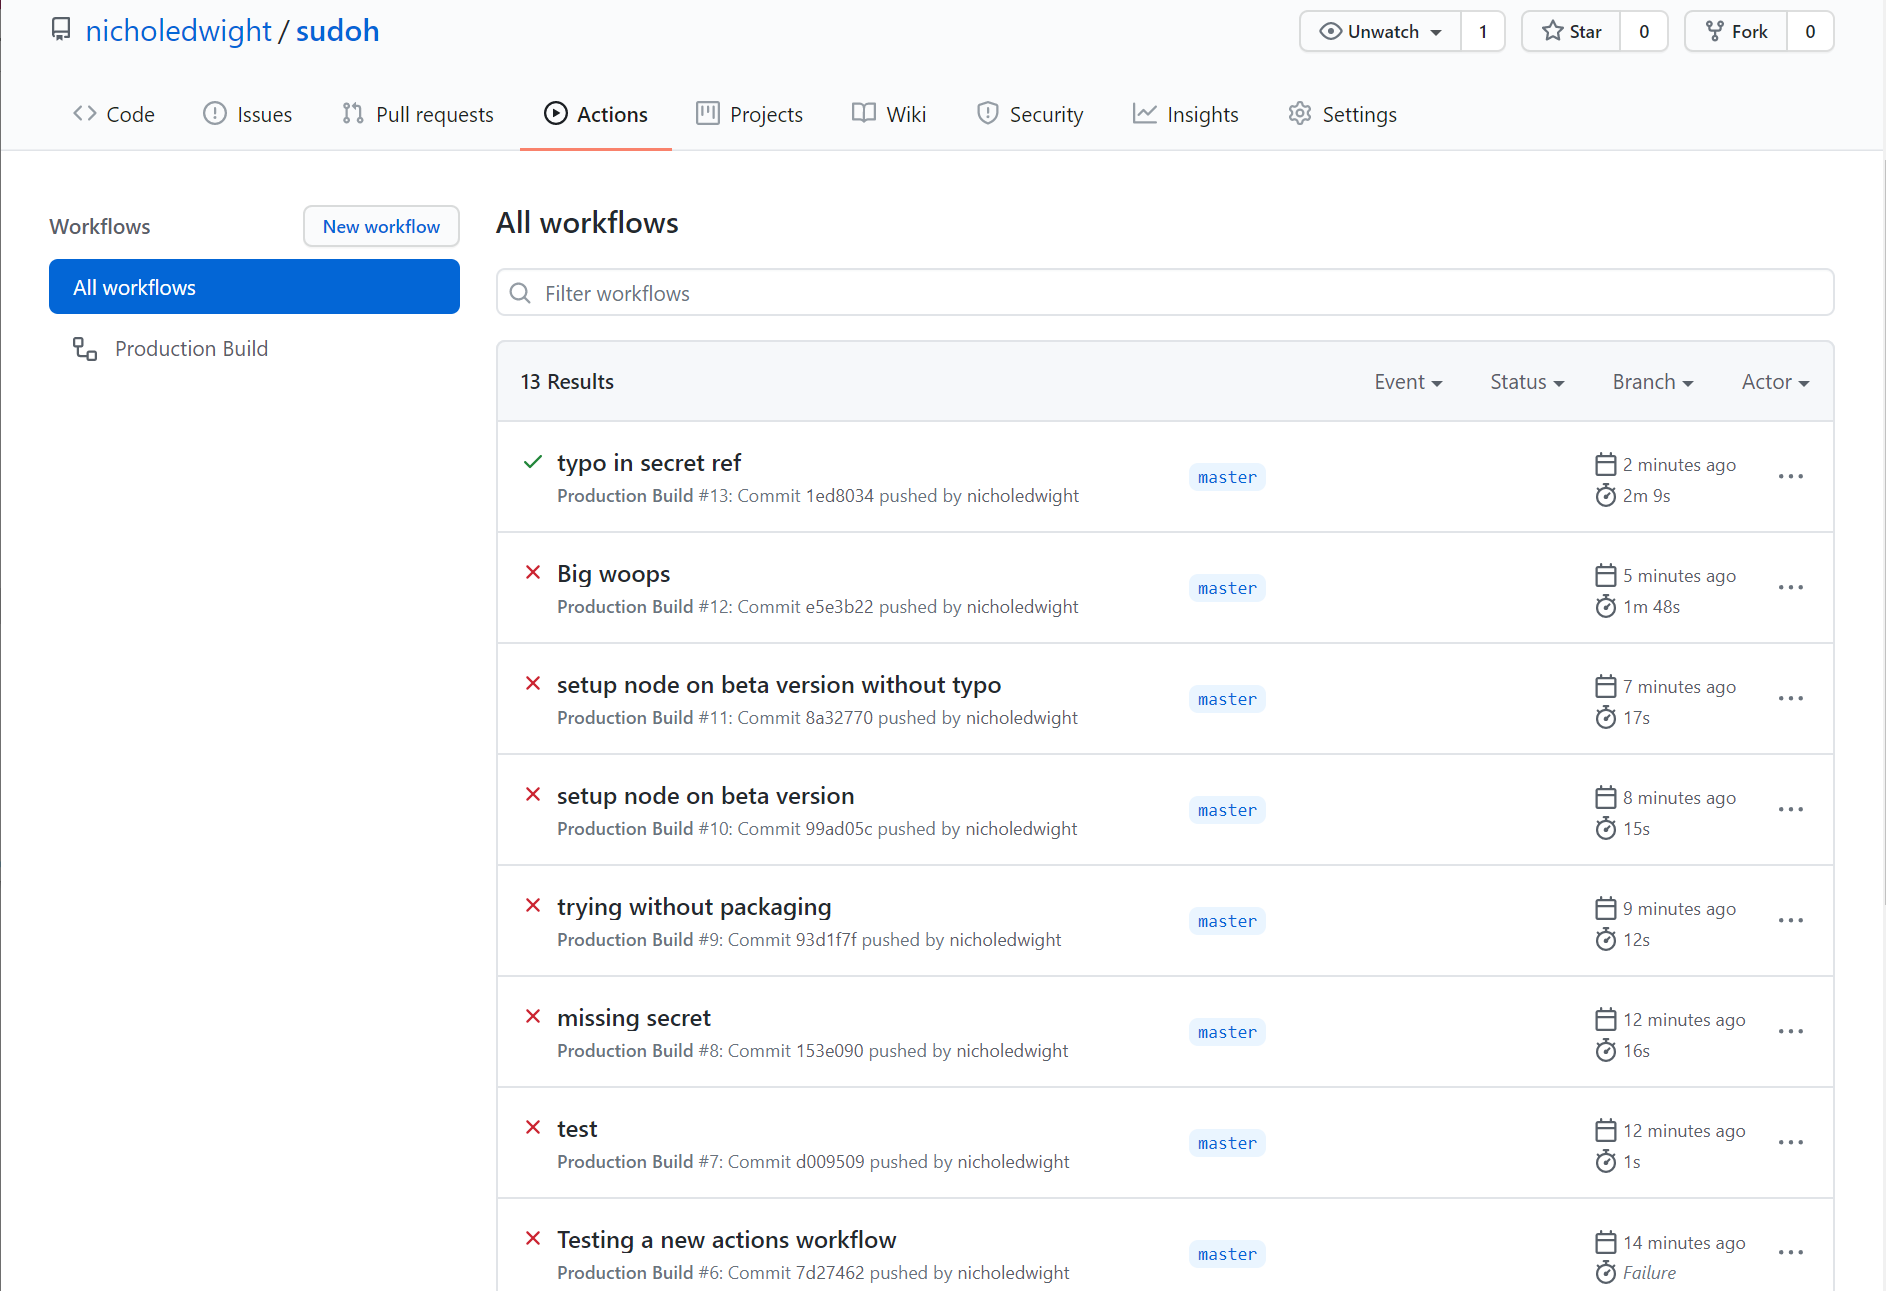 nicholedwight / sudoh
Unwatch 1 Star 0 Fork 0
Code Issues Pull requests Actions Projects Wiki Security Insights Settings
Workflows
New workflow
All workflows
Production Build
All workflows
Filter workflows
13 Results Event Status Branch Actor
typo in secret ref
Production Build #13: Commit 1ed8034 pushed by nicholedwight
master
2 minutes ago
2m 9s
Big woops
Production Build #12: Commit e5e3b22 pushed by nicholedwight
master
5 minutes ago
1m 48s
setup node on beta version without typo
Production Build #11: Commit 8a32770 pushed by nicholedwight
master
7 minutes ago
17s
setup node on beta version
Production Build #10: Commit 99ad05c pushed by nicholedwight
master
8 minutes ago
15s
trying without packaging
Production Build #9: Commit 93d1f7f pushed by nicholedwight
master
9 minutes ago
12s
missing secret
Production Build #8: Commit 153e090 pushed by nicholedwight
master
12 minutes ago
16s
test
Production Build #7: Commit d009509 pushed by nicholedwight
master
12 minutes ago
1s
Testing a new actions workflow
Production Build #6: Commit 7d27462 pushed by nicholedwight
master
14 minutes ago
Failure